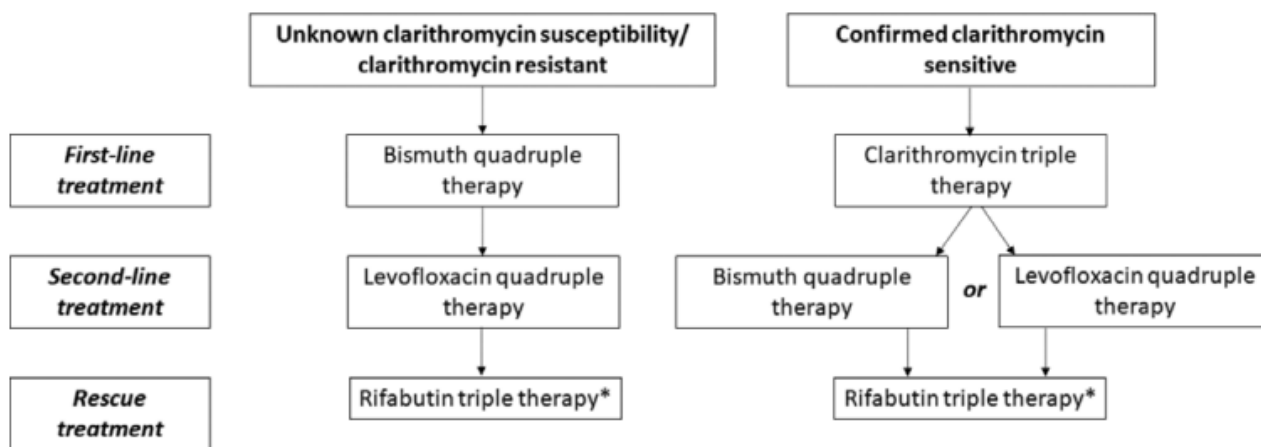 Unknown clarithromycin susceptibility/
clarithromycin resistant
Confirmed clarithromycin
sensitive
First-line
treatment
Bismuth quadruple
therapy
Clarithromycin triple
therapy
Second-line
treatment
Levofloxacin quadruple
therapy
Bismuth quadruple
therapy
or
Levofloxacin quadruple
therapy
Rescue
treatment
Rifabutin triple therapy*
Rifabutin triple therapy*